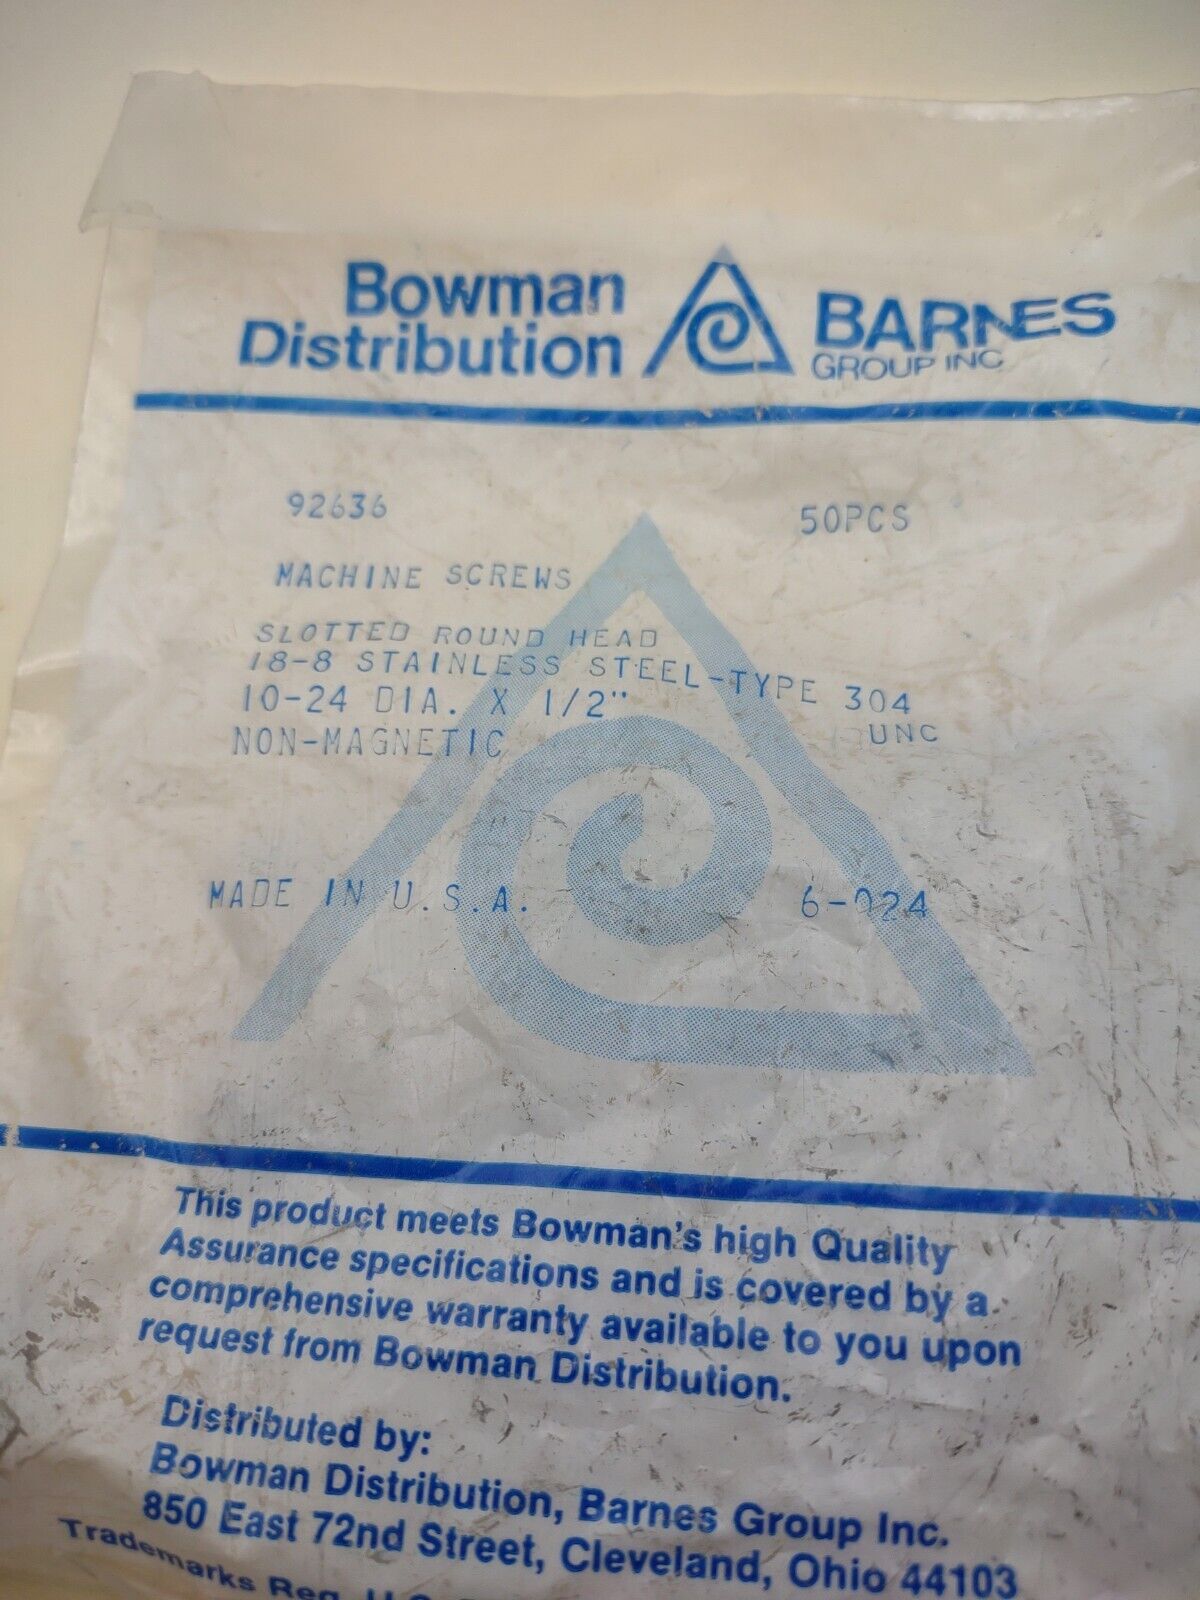 Bowman
Distribution
BARNES
GROUP INC
92636 50PCS
MACHINE SCREWS
SLOTTED ROUND HEAD
18-8 STAINLESS STEEL-TYPE 304
10-24 DIA. X 1/2" UNC
NON-MAGNETIC
MADE IN U.S.A. 6-024
This product meets Bowman's high Quality
Assurance specifications and is covered by a
comprehensive warranty available to you upon
request from Bowman Distribution.
Distributed by:
Bowman Distribution, Barnes Group Inc.
850 East 72nd Street, Cleveland, Ohio 44103
Trademarks Reg. U.S.